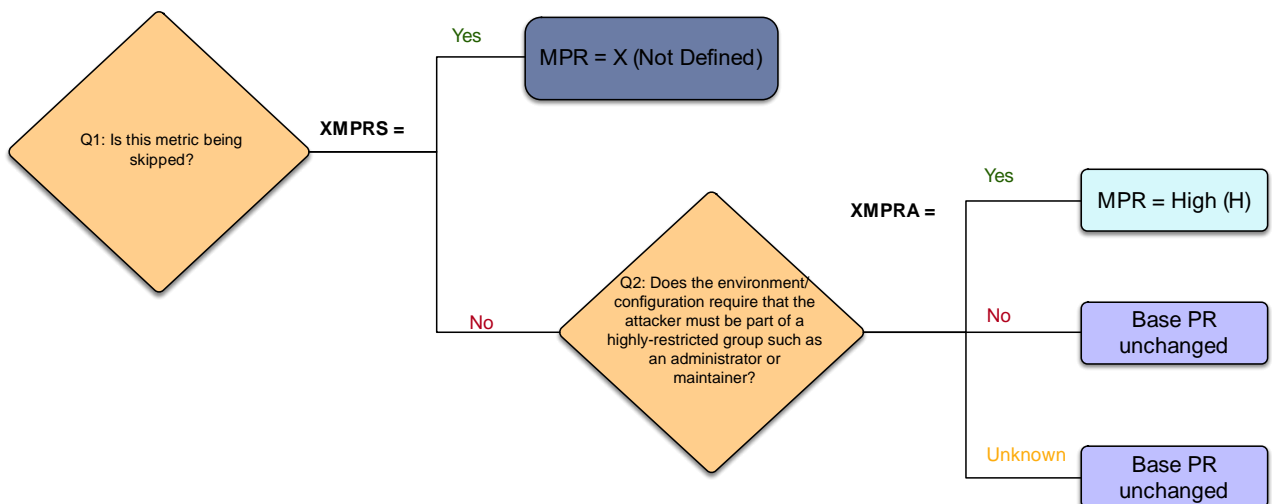 Q1: Is this metric being
skipped?
XMPRS =
Yes
MPR = X (Not Defined)
No
Q2: Does the environment/
configuration require that the
attacker must be part of a
highly-restricted group such as
an administrator or
maintainer?
XMPRA =
Yes
MPR = High (H)
No
Base PR
unchanged
Unknown
Base PR
unchanged